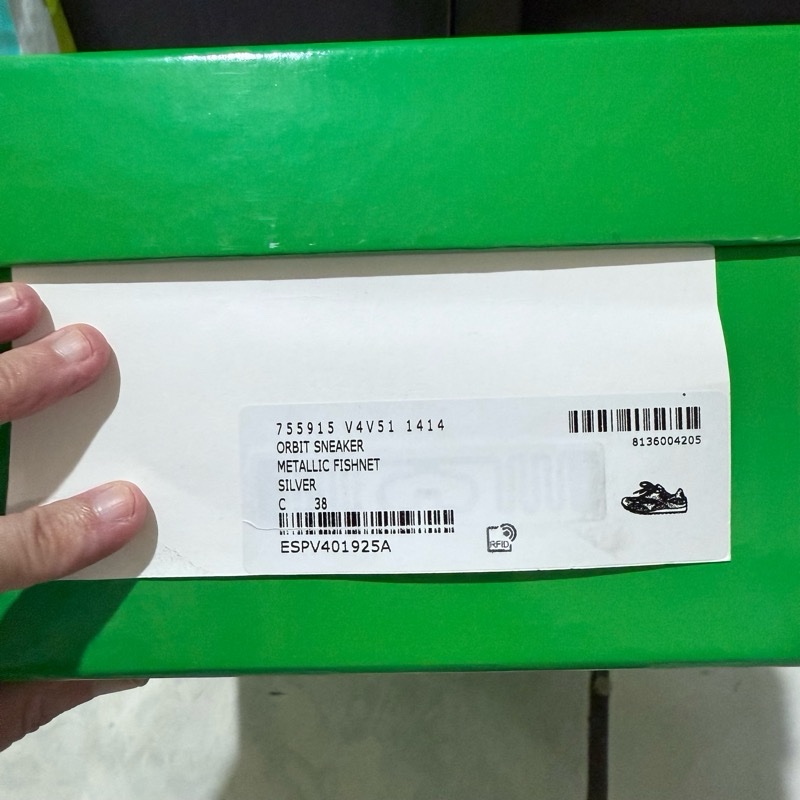 755915 V4V51 1414
ORBIT SNEAKER
METALLIC FISHNET
SILVER
C 38
ESPV401925A
8136004205
RFID